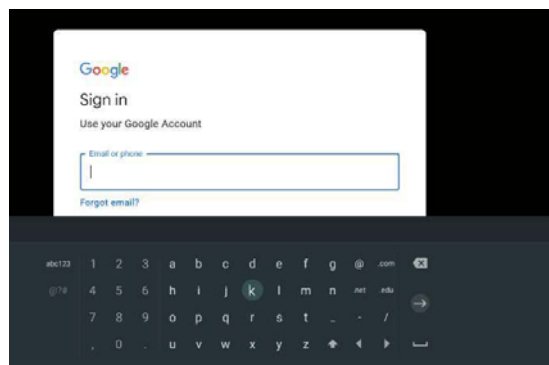 Google
Sign in
Use your Google Account
Email or phone
Forgot email?
abc123 1 2 3 a b c d e f g @ .com
4 5 6 h i j k l m n .net .edu
7 8 9 o p q r s t _ - /
, 0 . u v w x y z